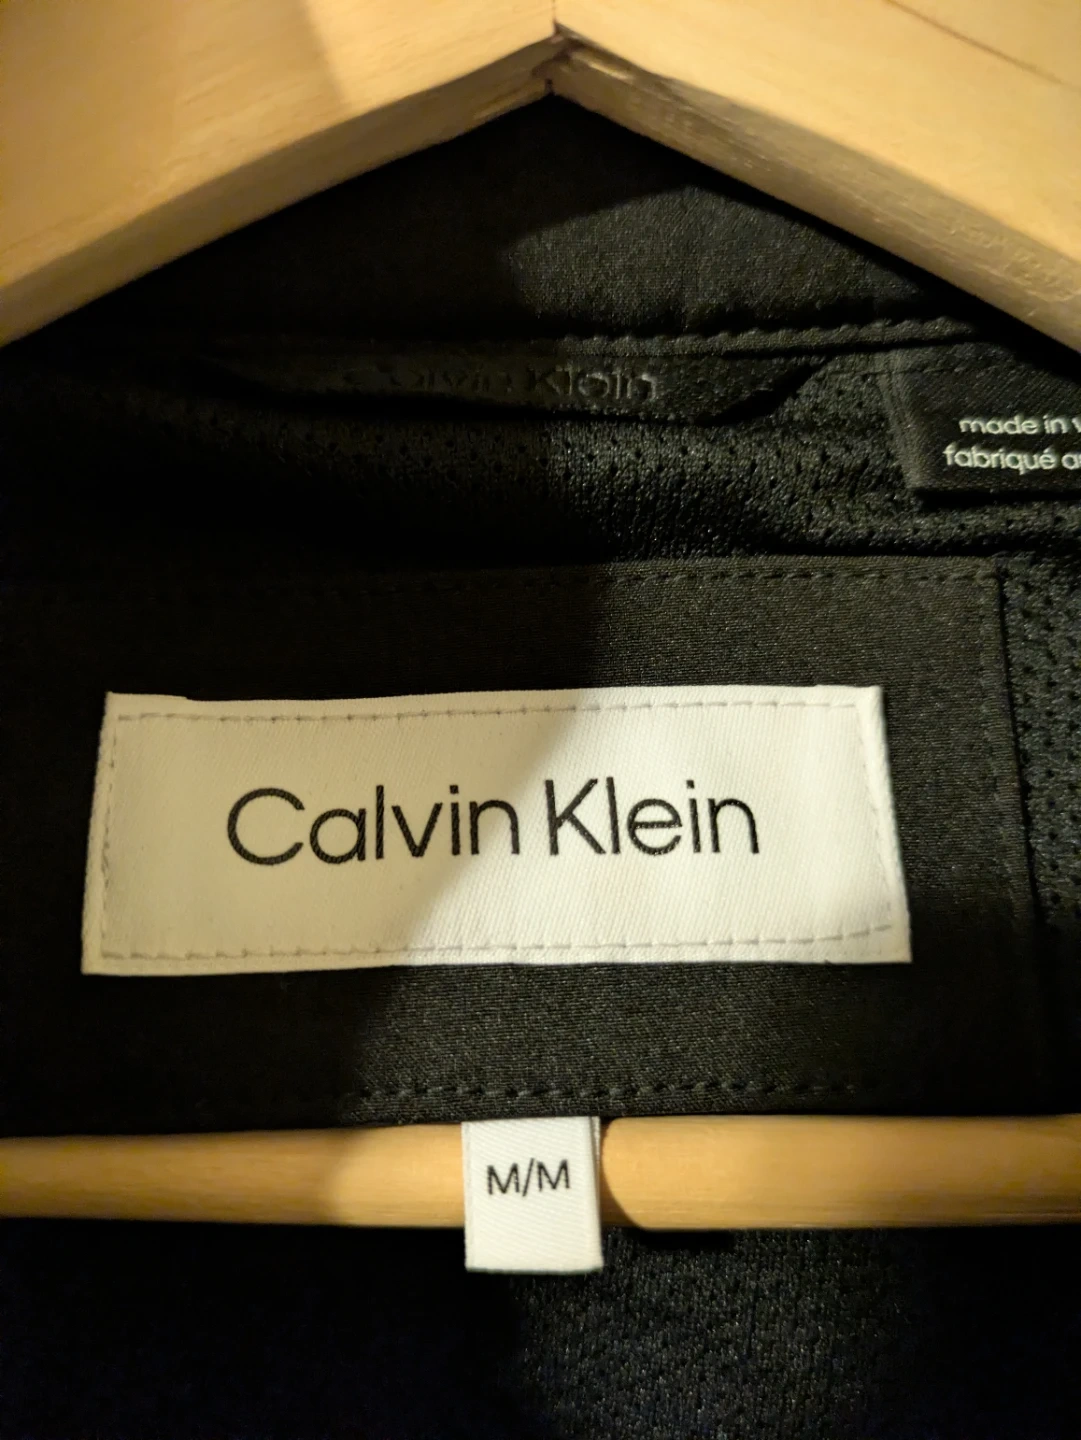 Calvin Klein
made in
fabriqué
Calvin Klein
M/M